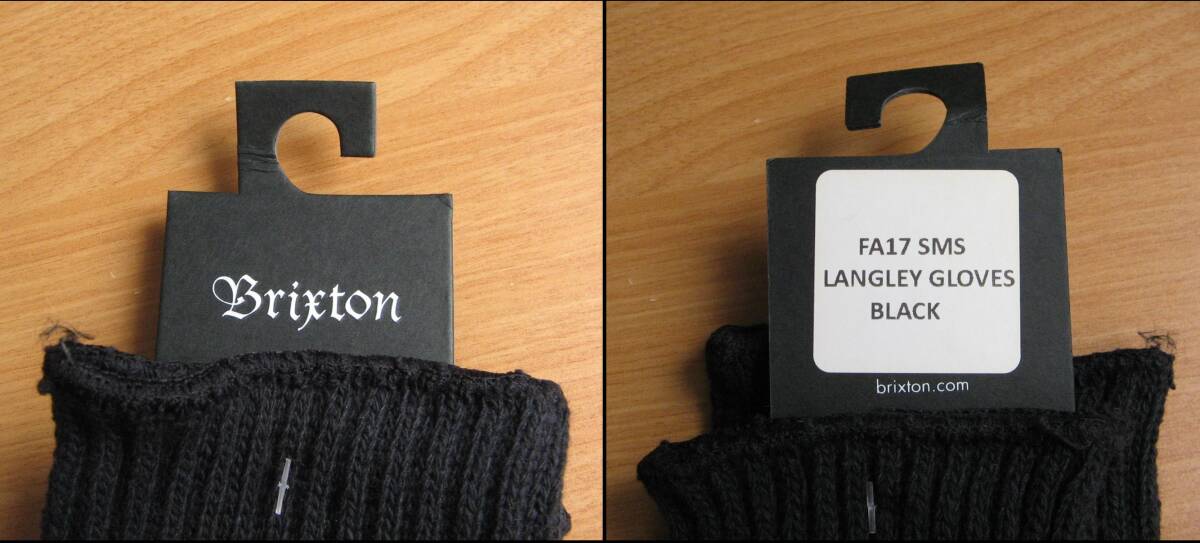 Brixton
FA17 SMS
LANGLEY GLOVES
BLACK
brixton.com